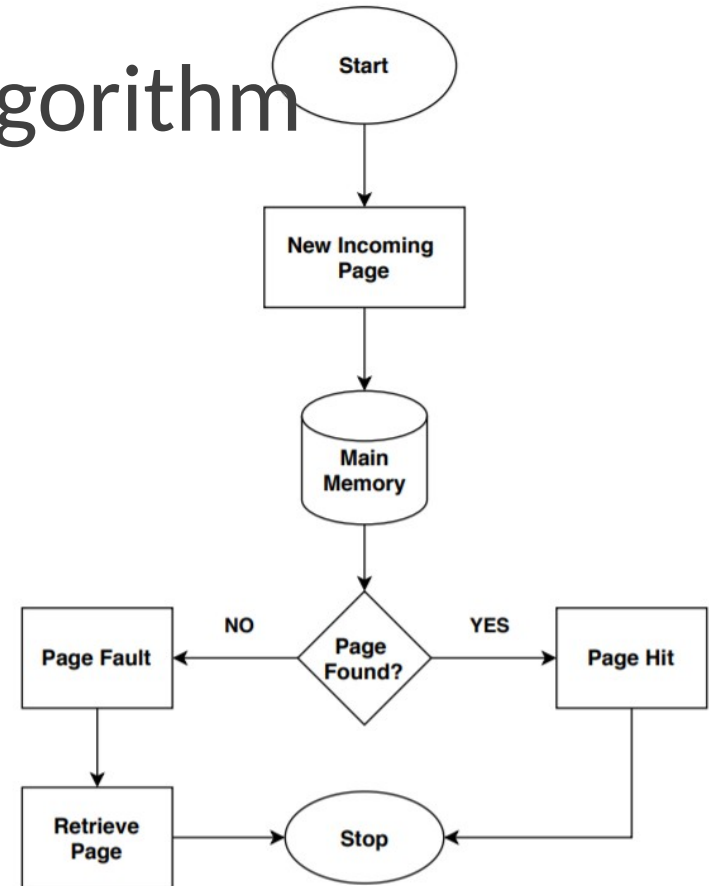 gorithm
Start
New Incoming
Page
Main
Memory
NO
YES
Page Fault
Page
Found?
Page Hit
Retrieve
Page
Stop